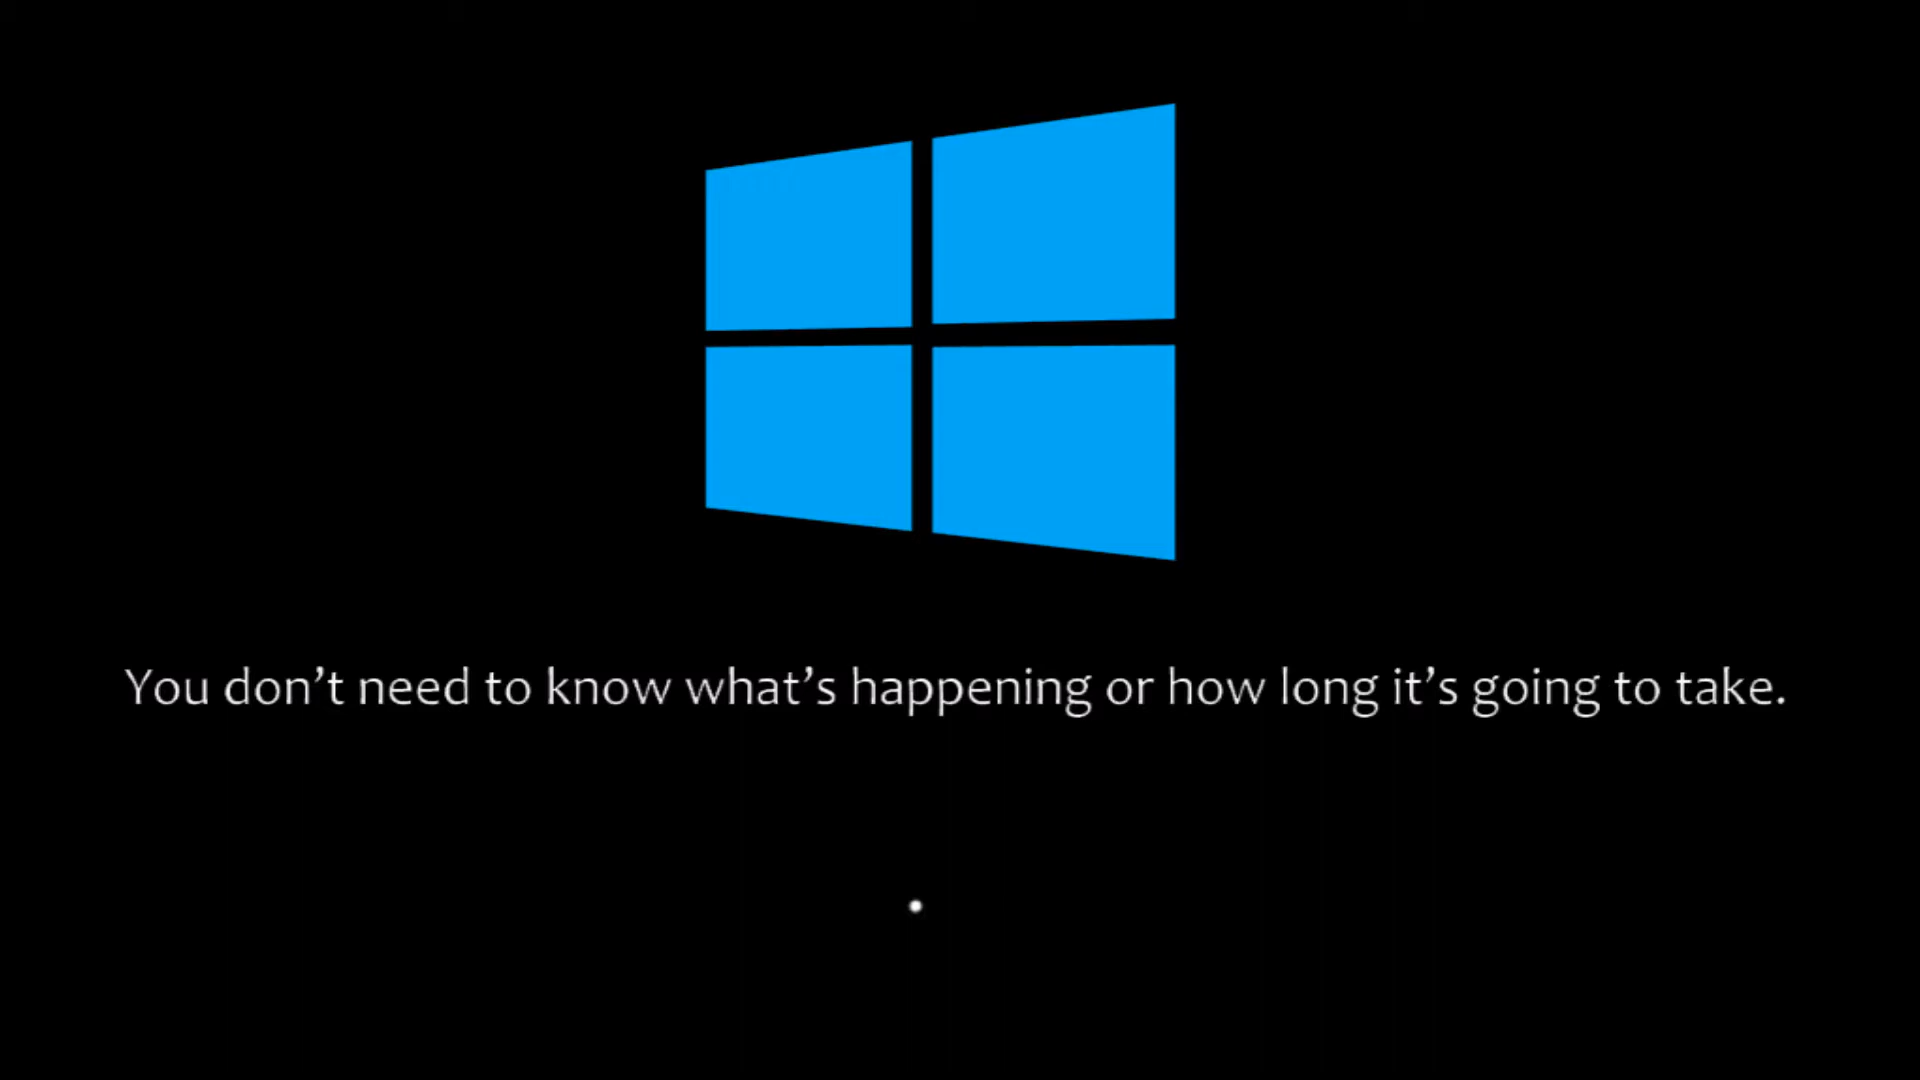 You don’t need to know what’s happening or how long it’s going to take.